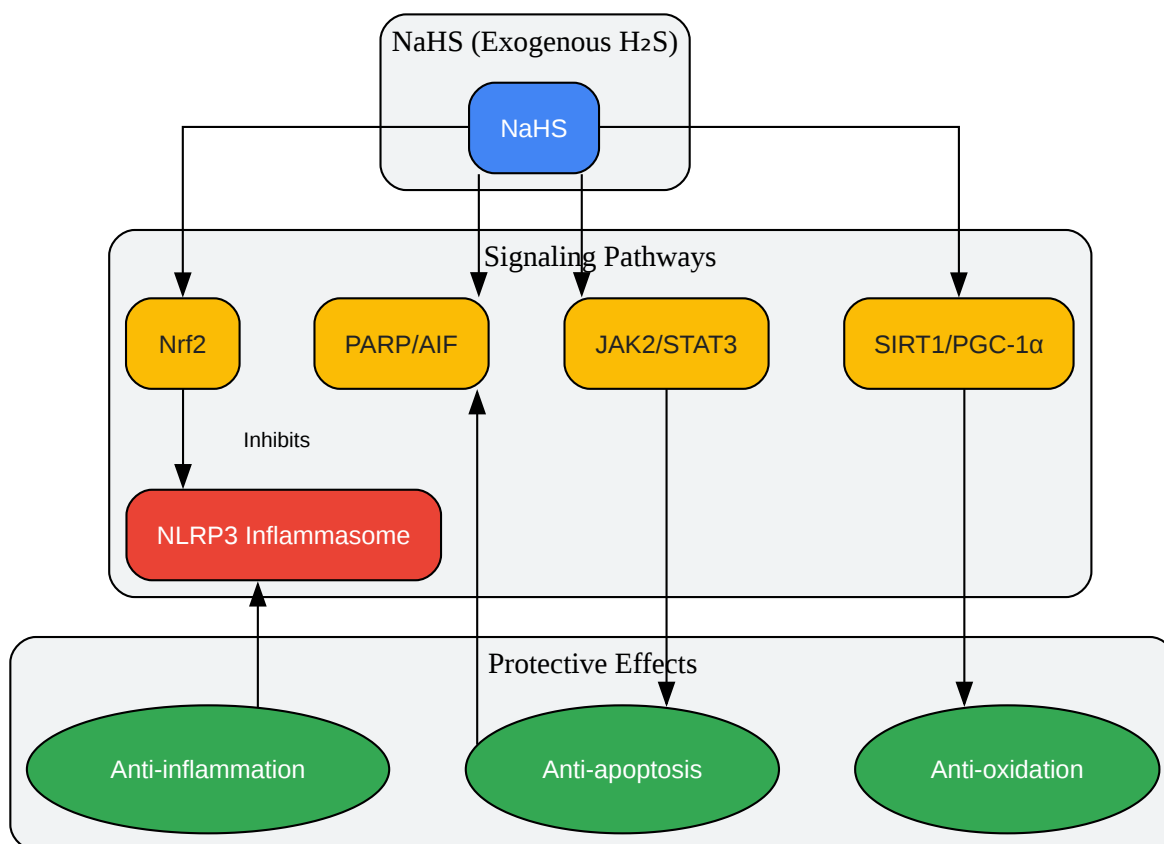 NaHS (Exogenous H₂S)
NaHS
Signaling Pathways
Nrf2
PARP/AIF
JAK2/STAT3
SIRT1/PGC-1α
Inhibits
NLRP3 Inflammasome
Protective Effects
Anti-inflammation
Anti-apoptosis
Anti-oxidation